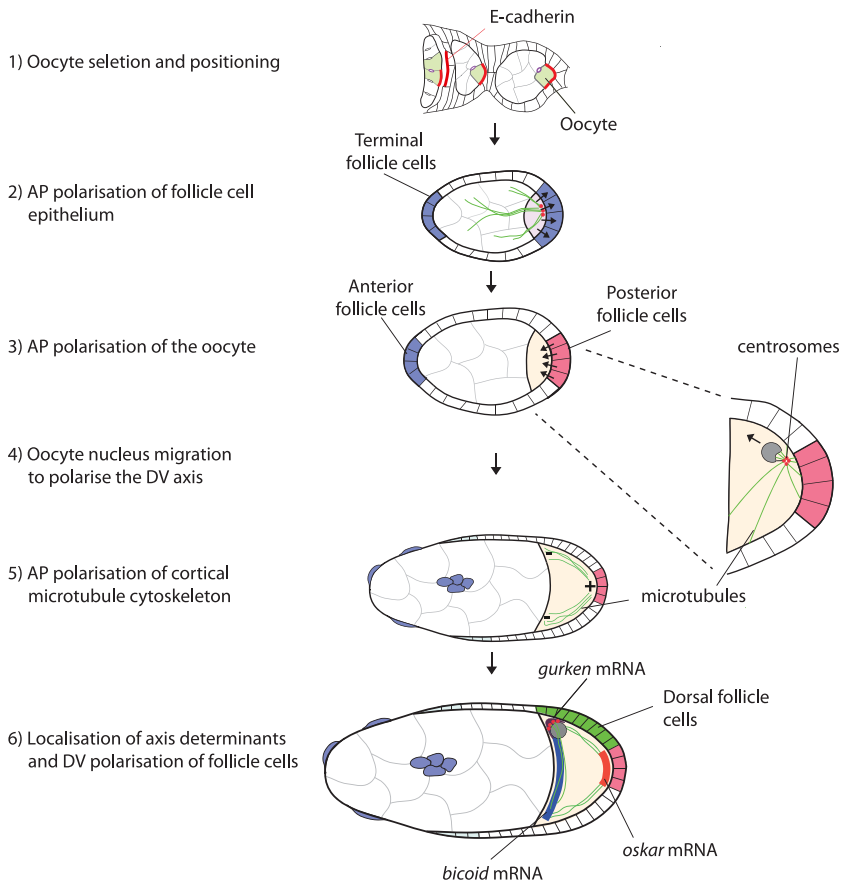 E-cadherin
1) Oocyte seletion and positioning
Oocyte
Terminal
follicle cells
2) AP polarisation of follicle cell
epithelium
Anterior
follicle cells
Posterior
follicle cells
3) AP polarisation of the oocyte
centrosomes
4) Oocyte nucleus migration
to polarise the DV axis
5) AP polarisation of cortical
microtubule cytoskeleton
-
+
-
microtubules
gurken mRNA
Dorsal follicle
cells
6) Localisation of axis determinants
and DV polarisation of follicle cells
oskar mRNA
bicoid mRNA